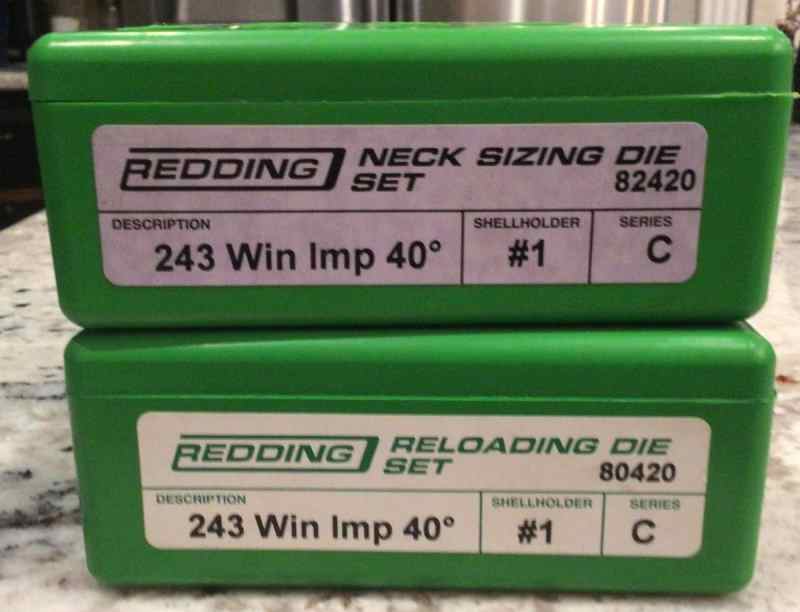 REDDING NECK SIZING DIE
SET 82420
DESCRIPTION SHELLHOLDER SERIES
243 Win Imp 40° #1 C
REDDING RELOADING DIE
SET 80420
DESCRIPTION SHELLHOLDER SERIES
243 Win Imp 40° #1 C